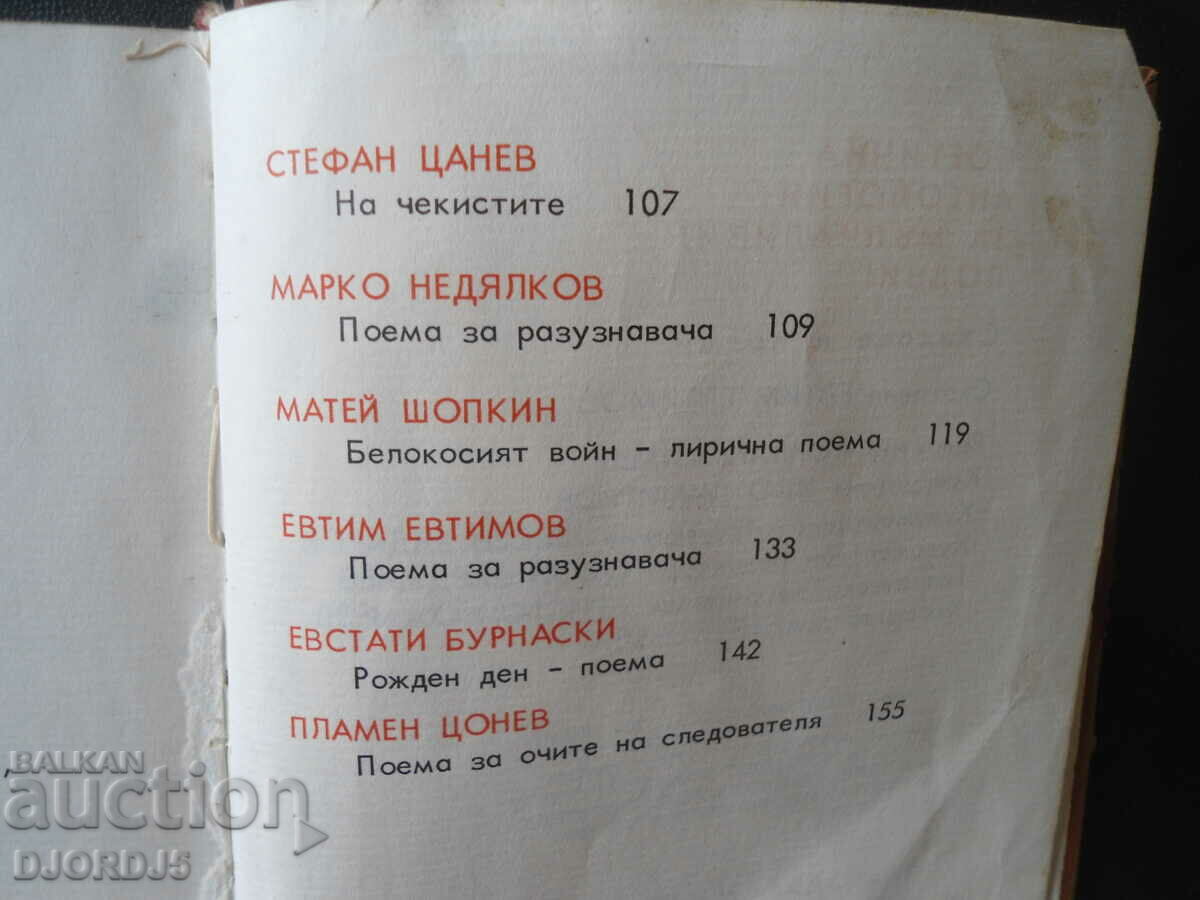 СТЕФАН ЦАНЕВ
На чекистите 107
МАРКО НЕДЯЛКОВ
Поема за разузнавача 109
МАТЕЙ ШОПКИН
Белокосият войн – лирична поема 119
ЕВТИМ ЕВТИМОВ
Поема за разузнавача 133
ЕВСТАТИ БУРНАСКИ
Рожден ден – поема 142
ПЛАМЕН ЦОНЕВ
Поема за очите на следователя 155
BALKAN
auction
DJORDJ5